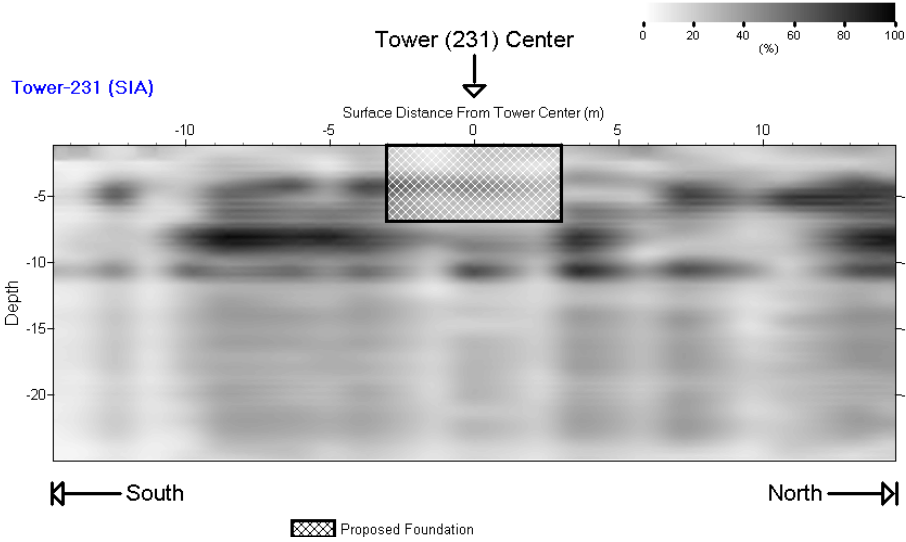 0 20 40 60 80 100
(%)
Tower (231) Center
Tower-231 (SIA)
Surface Distance From Tower Center (m)
-10 -5 0 5 10
-5
-10
-15
-20
Depth
South North
Proposed Foundation